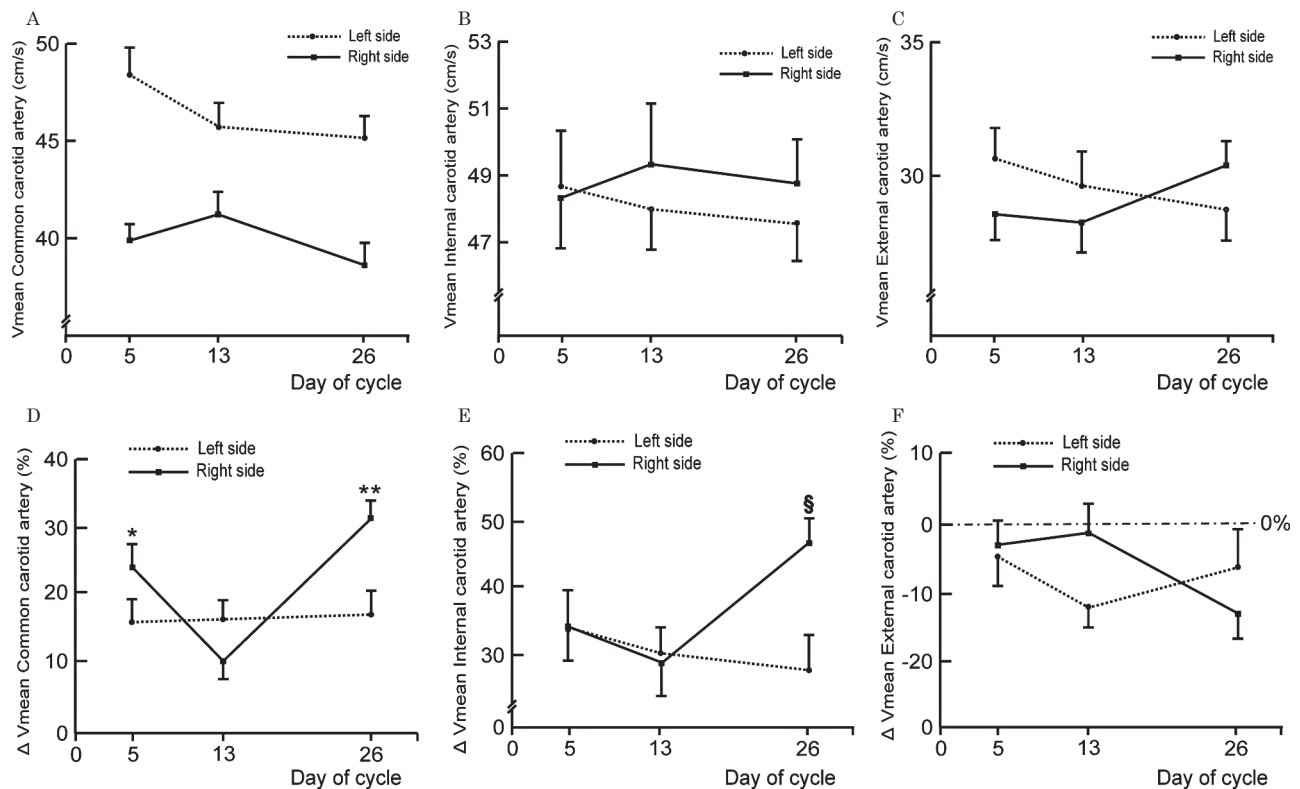 A
Vmean Common carotid artery (cm/s)
50
45
40
0
5
13
26
Day of cycle
Left side
Right side
B
Vmean Internal carotid artery (cm/s)
53
51
49
47
0
5
13
26
Day of cycle
Left side
Right side
C
Vmean External carotid artery (cm/s)
35
30
0
5
13
26
Day of cycle
Left side
Right side
D
Δ Vmean Common carotid artery (%)
40
30
20
10
0
0
5
13
26
Day of cycle
Left side
Right side
*
**
E
Δ Vmean Internal carotid artery (%)
60
50
40
30
0
0
5
13
26
Day of cycle
Left side
Right side
§
F
Δ Vmean External carotid artery (%)
10
0
-10
-20
0
0
5
13
26
Day of cycle
Left side
Right side
0%